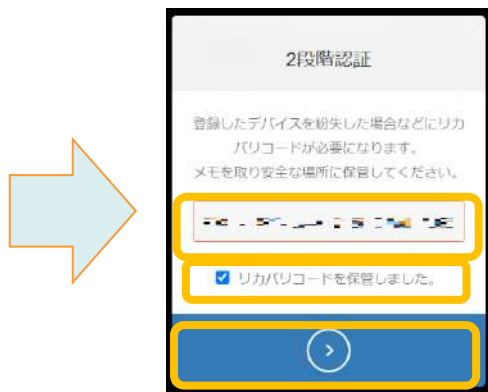 2段階認証
登録したデバイスを紛失した場合などにリカ
バリコードが必要になります。
メモを取り安全な場所に保管してください。
リカバリコードを保管しました。